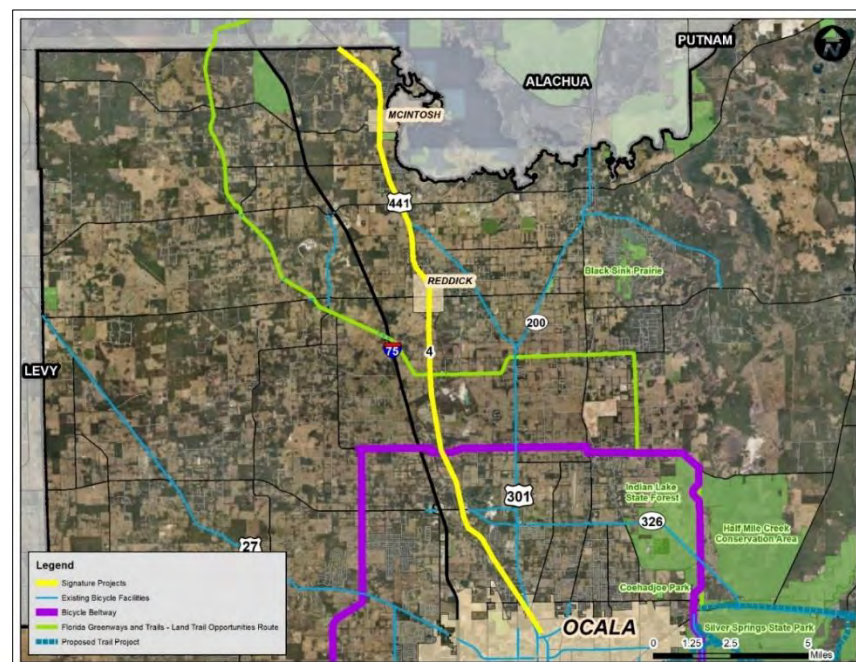 PUTNAM
N
ALACHUA
MCINTOSH
441
Black Sink Prairie
REDDICK
200
75
4
LEVY
301
Indian Lake
State Forest
326
Half Mile Creek
Conservation Area
27
Coehadjoe Park
OCALA
Silver Springs State Park
0 1.25 2.5 5
Miles
Legend
Signature Projects
Existing Bicycle Facilities
Bicycle Beltway
Florida Greenways and Trails - Land Trail Opportunities Route
Proposed Trail Project